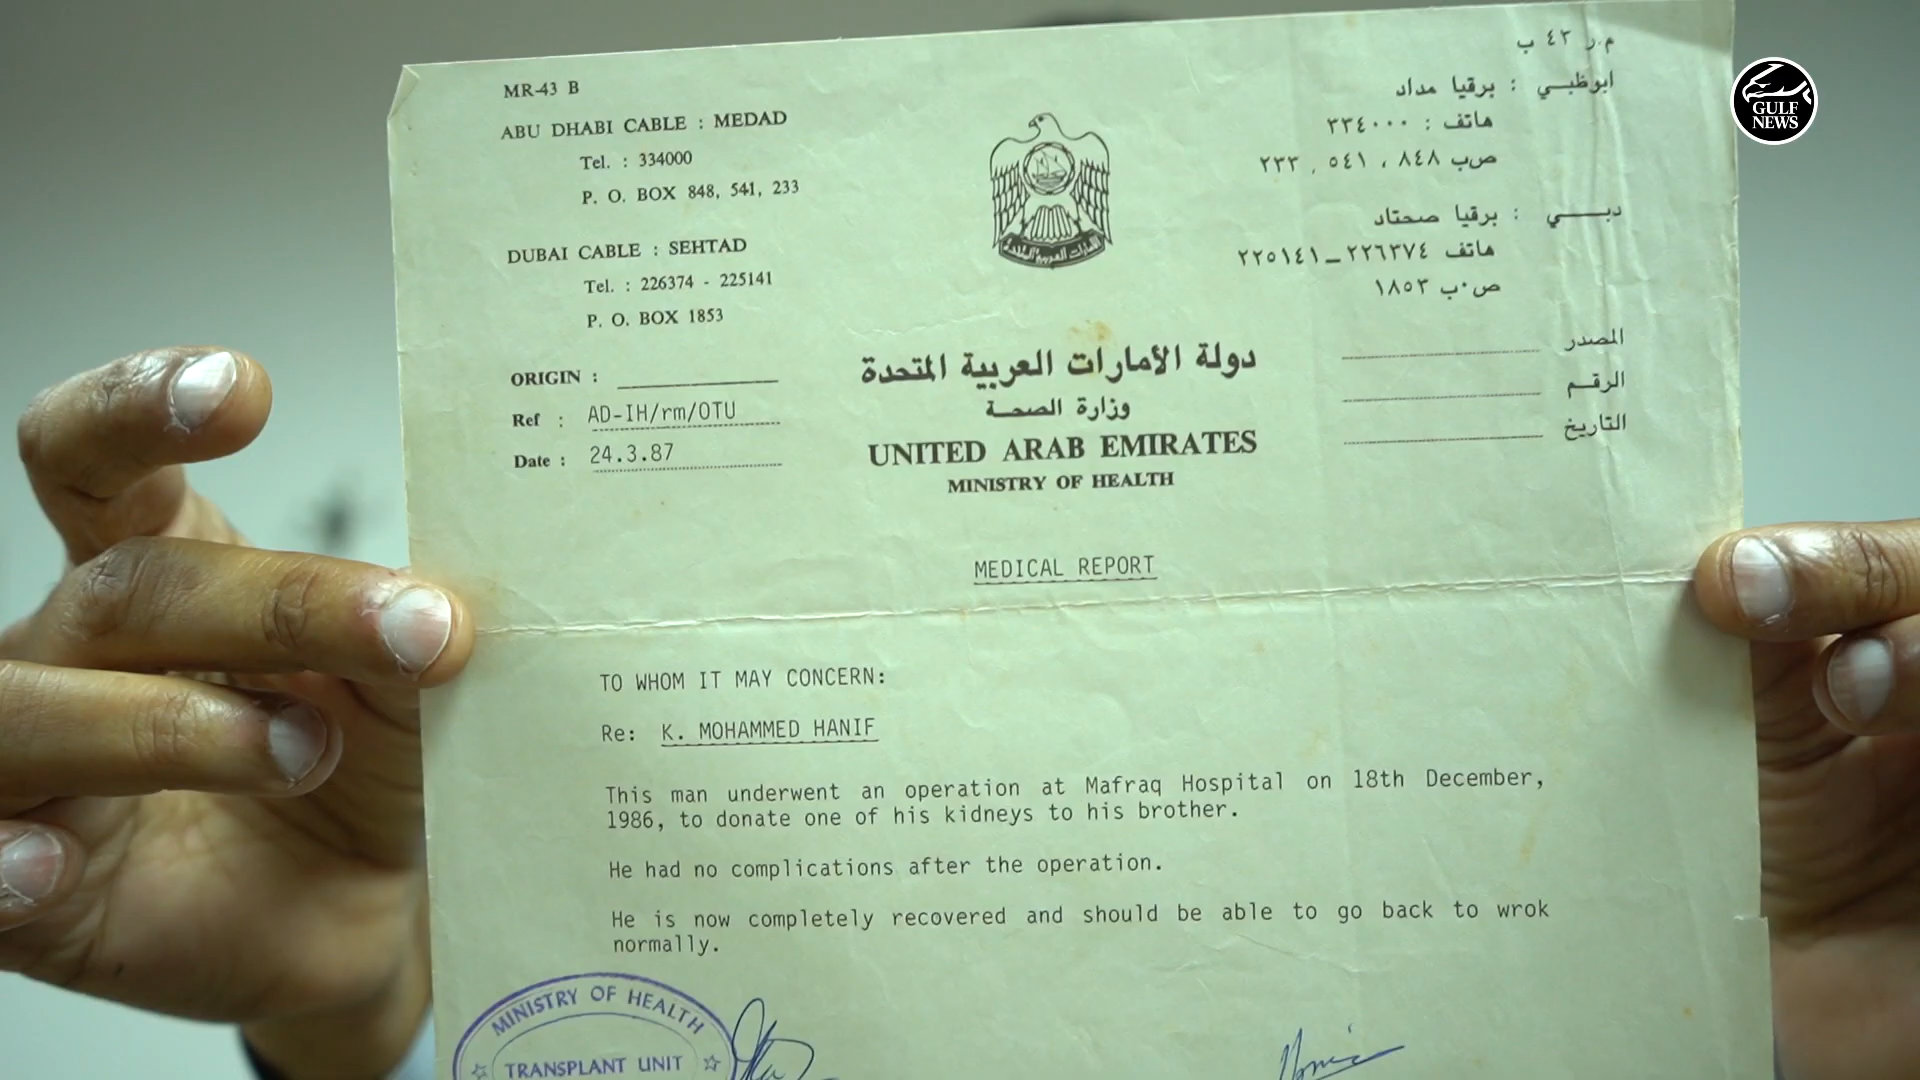 MR-43 B
ABU DHABI CABLE : MEDAD
Tel. : 334000
P. O. BOX 848, 541, 233
DUBAI CABLE : SEHTAD
Tel. : 226374 - 225141
P. O. BOX 1853
ORIGIN :
Ref : AD-IH/rm/OTU
Date : 24.3.87
م.ر ٤٣ ب
ابوظبـي : برقيا مداد
هاتف : ٣٣٤٠٠٠
ص.ب ٨٤٨ ، ٥٤١ ، ٢٣٣
دبـــي : برقيا صحتاد
هاتف ٢٢٦٣٧٤ ــ ٢٢٥١٤١
ص.ب ١٨٥٣
المصدر
الرقـم
التاريخ
دولة الأمارات العربية المتحدة
وزارة الصحـة
UNITED ARAB EMIRATES
MINISTRY OF HEALTH
GULF
NEWS
MEDICAL REPORT
TO WHOM IT MAY CONCERN:
Re: K. MOHAMMED HANIF
This man underwent an operation at Mafraq Hospital on 18th December,
1986, to donate one of his kidneys to his brother.
He had no complications after the operation.
He is now completely recovered and should be able to go back to wrok
normally.
MINISTRY OF HEALTH
TRANSPLANT UNIT